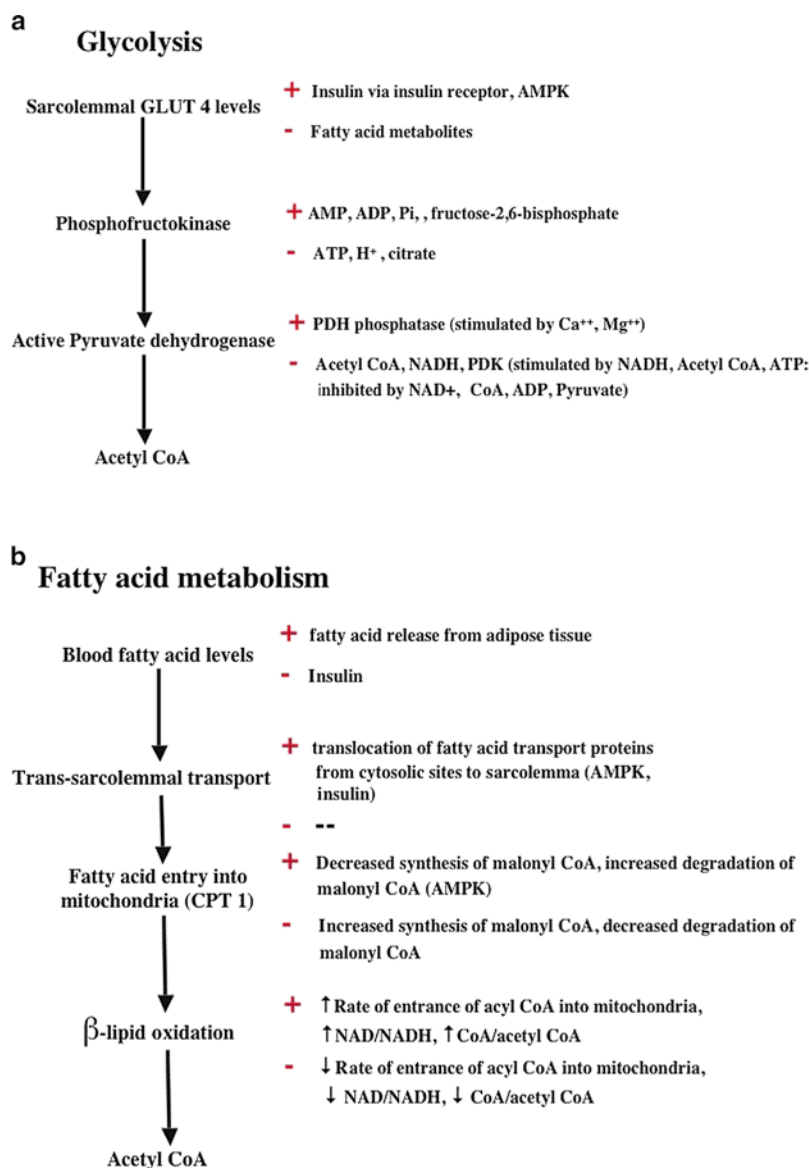 a
Glycolysis
Sarcolemmal GLUT 4 levels
+ Insulin via insulin receptor, AMPK
- Fatty acid metabolites
Phosphofructokinase
+ AMP, ADP, Pi, , fructose-2,6-bisphosphate
- ATP, H⁺ , citrate
Active Pyruvate dehydrogenase
+ PDH phosphatase (stimulated by Ca⁺⁺, Mg⁺⁺)
- Acetyl CoA, NADH, PDK (stimulated by NADH, Acetyl CoA, ATP:
inhibited by NAD+, CoA, ADP, Pyruvate)
Acetyl CoA
b
Fatty acid metabolism
Blood fatty acid levels
+ fatty acid release from adipose tissue
- Insulin
Trans-sarcolemmal transport
+ translocation of fatty acid transport proteins
from cytosolic sites to sarcolemma (AMPK,
insulin)
- --
Fatty acid entry into
mitochondria (CPT 1)
+ Decreased synthesis of malonyl CoA, increased degradation of
malonyl CoA (AMPK)
- Increased synthesis of malonyl CoA, decreased degradation of
malonyl CoA
β-lipid oxidation
+ ↑Rate of entrance of acyl CoA into mitochondria,
↑NAD/NADH, ↑CoA/acetyl CoA
- ↓Rate of entrance of acyl CoA into mitochondria,
↓ NAD/NADH, ↓ CoA/acetyl CoA
Acetyl CoA